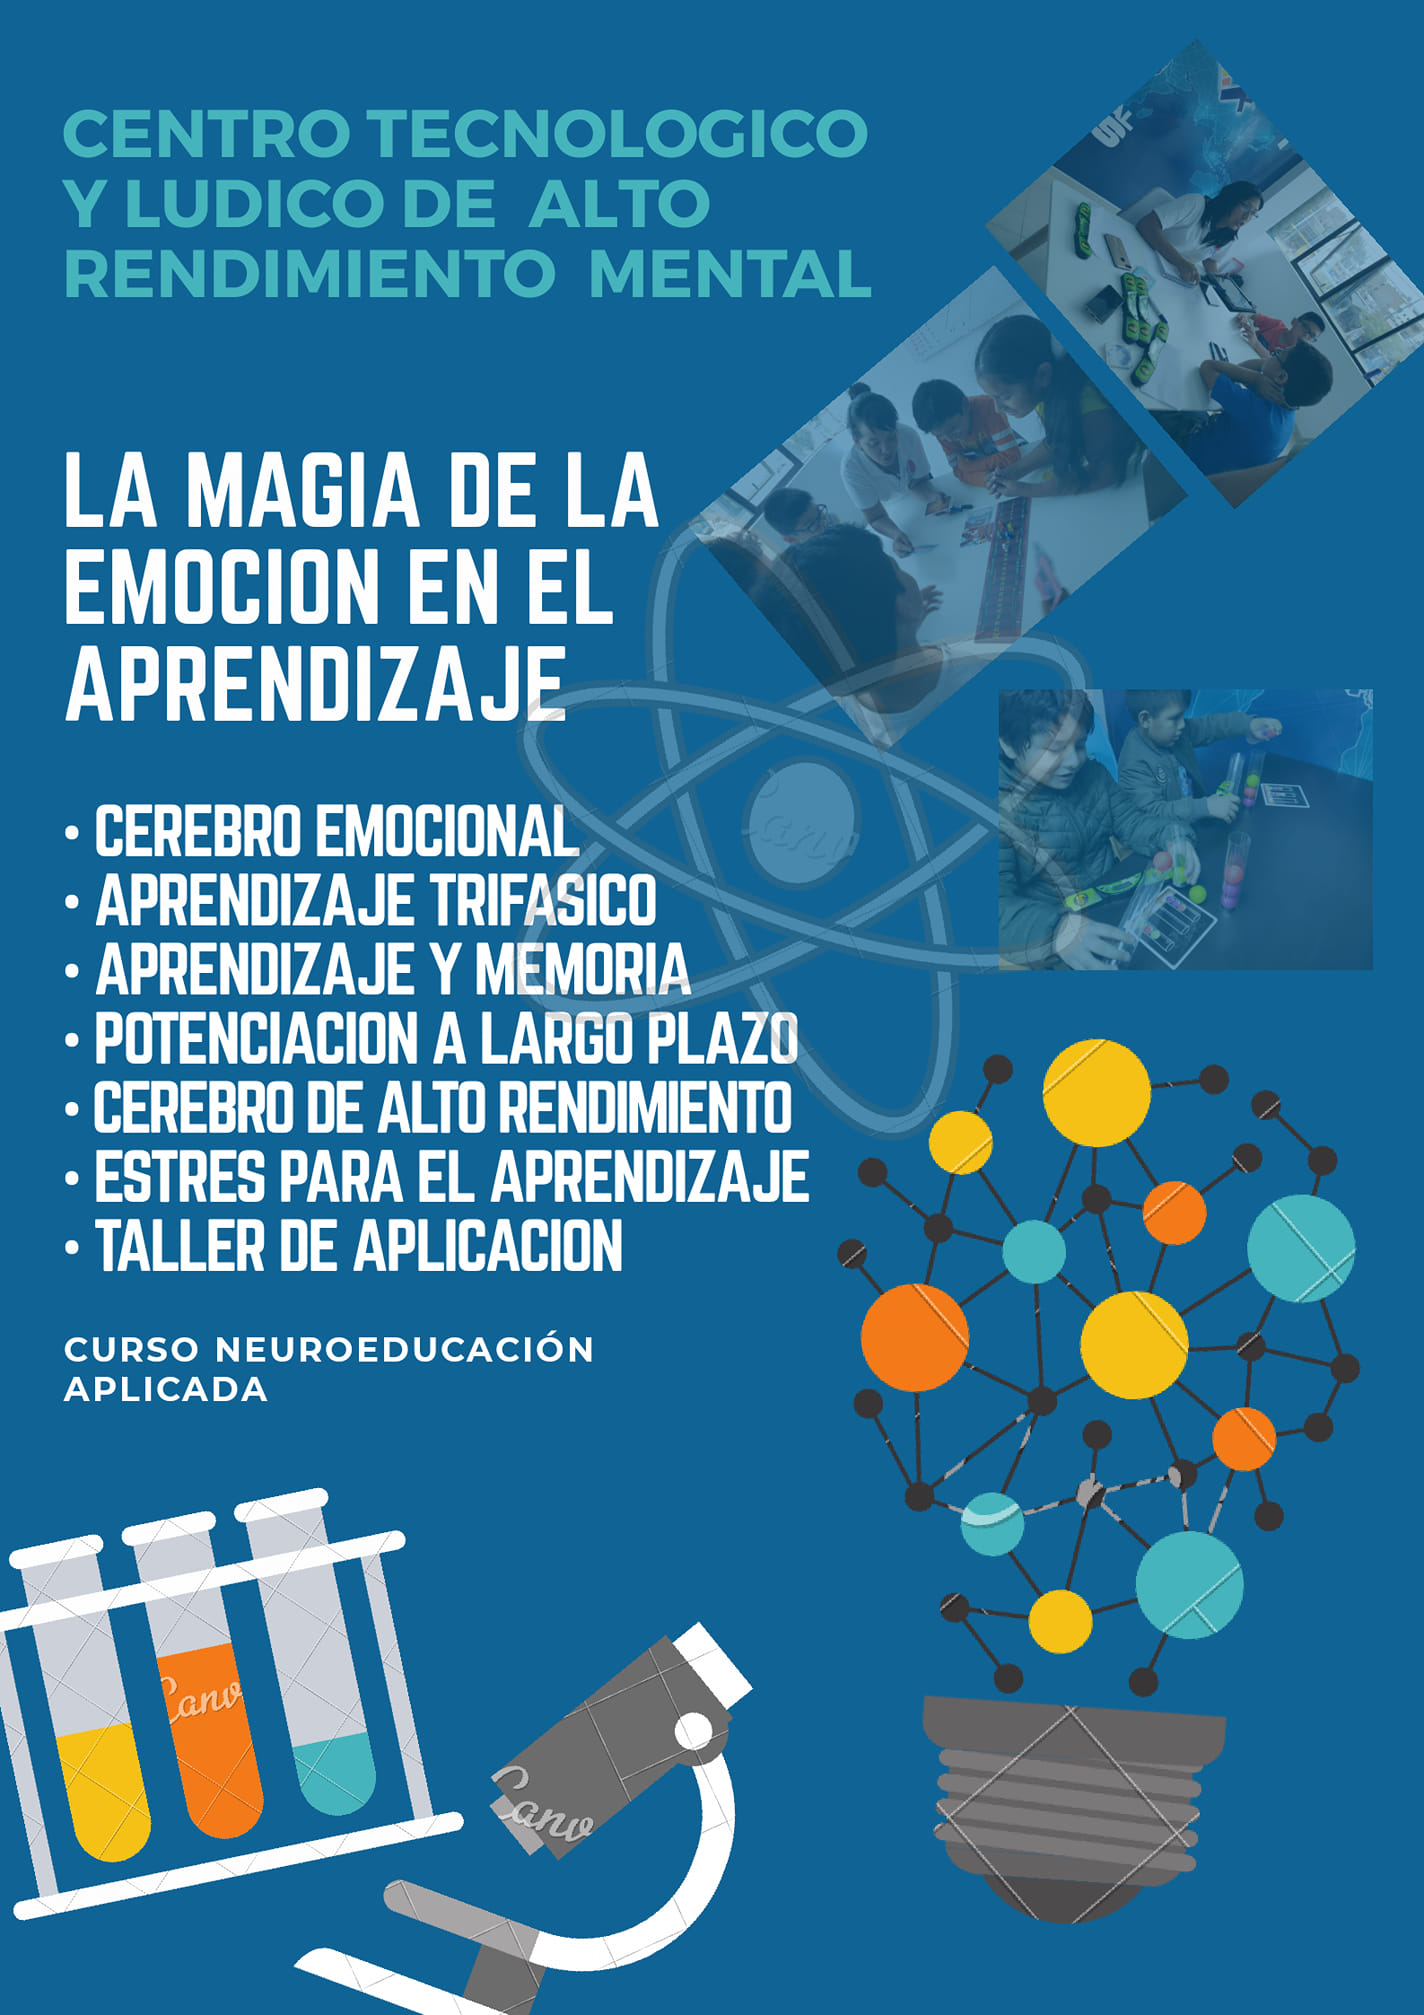 CENTRO TECNOLOGICO
Y LUDICO DE ALTO
RENDIMIENTO MENTAL
LA MAGIA DE LA
EMOCION EN EL
APRENDIZAJE
• CEREBRO EMOCIONAL
• APRENDIZAJE TRIFASICO
• APRENDIZAJE Y MEMORIA
• POTENCIACION A LARGO PLAZO
• CEREBRO DE ALTO RENDIMIENTO
• ESTRES PARA EL APRENDIZAJE
• TALLER DE APLICACION
CURSO NEUROEDUCACIÓN
APLICADA